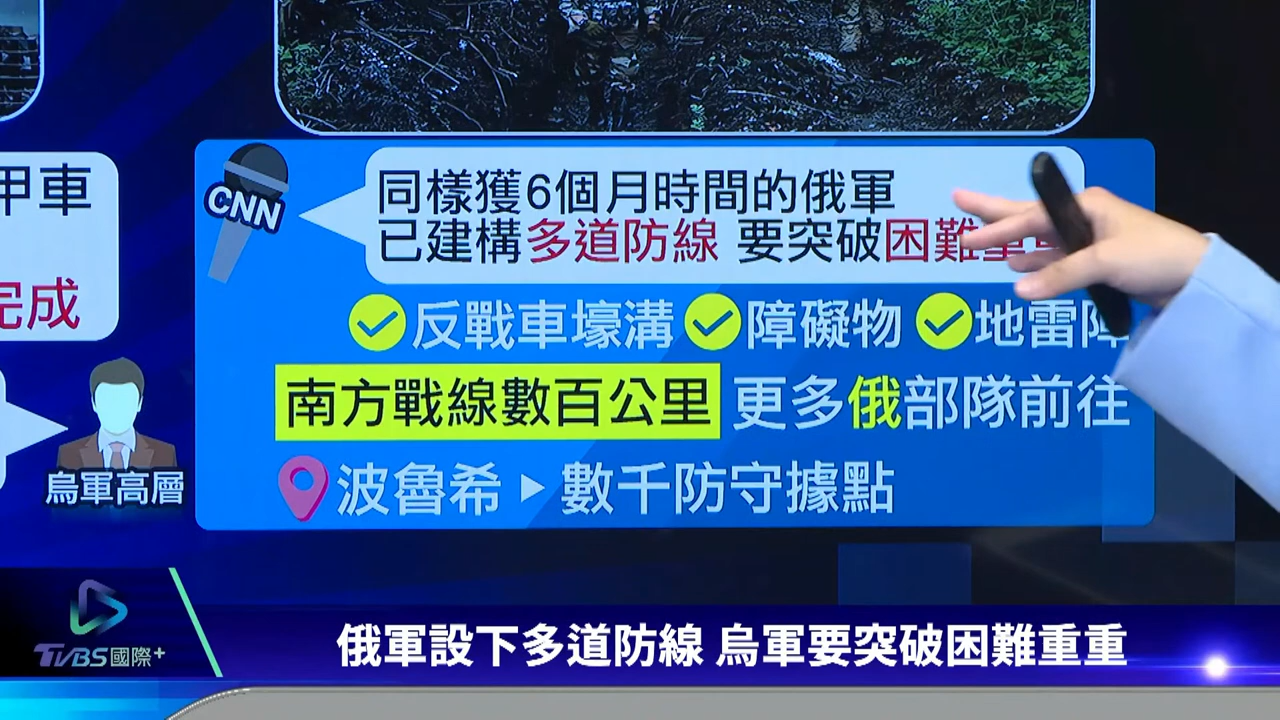 甲車
完成
烏軍高層
CNN
同樣獲6個月時間的俄軍
已建構多道防線 要突破困難重重
反戰車壕溝 障礙物 地雷陣
南方戰線數百公里 更多俄部隊前往
波魯希 ▶ 數千防守據點
TVBS國際+
俄軍設下多道防線 烏軍要突破困難重重